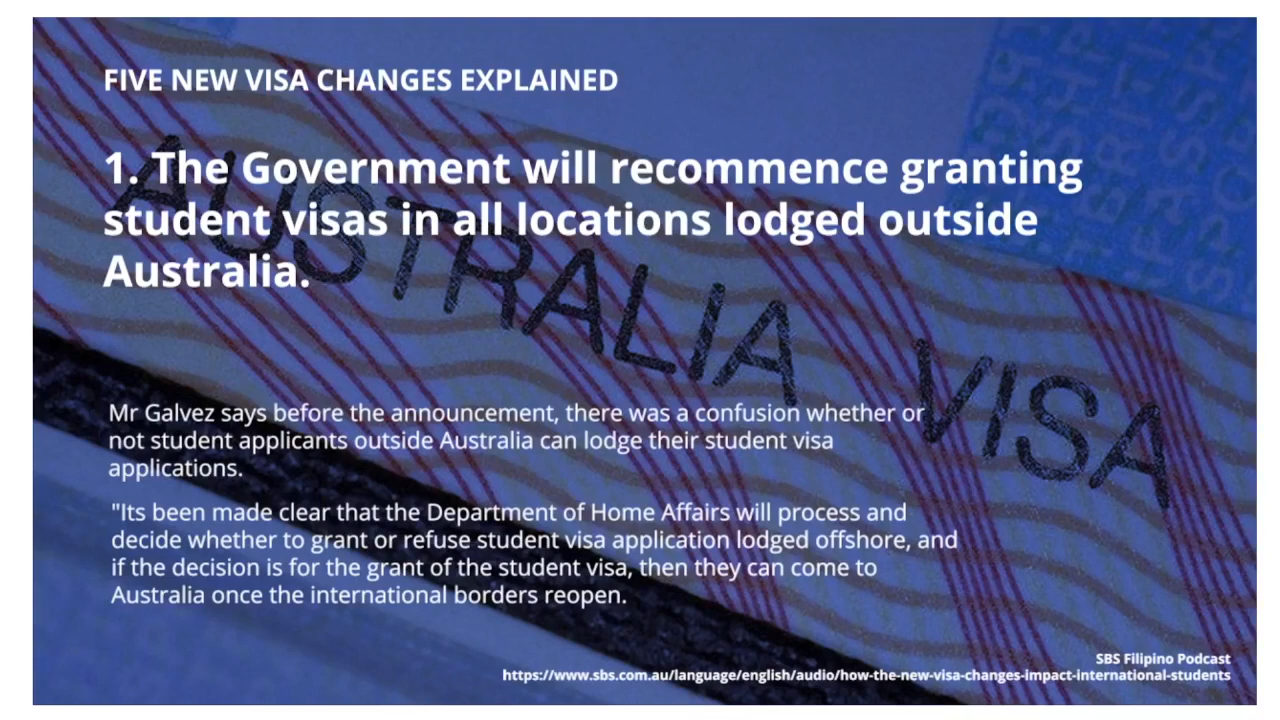 FIVE NEW VISA CHANGES EXPLAINED
1. The Government will recommence granting
student visas in all locations lodged outside
Australia.
AUSTRALIA VISA
Mr Galvez says before the announcement, there was a confusion whether or
not student applicants outside Australia can lodge their student visa
applications.
"Its been made clear that the Department of Home Affairs will process and
decide whether to grant or refuse student visa application lodged offshore, and
if the decision is for the grant of the student visa, then they can come to
Australia once the international borders reopen.
SBS Filipino Podcast
https://www.sbs.com.au/language/english/audio/how-the-new-visa-changes-impact-international-students